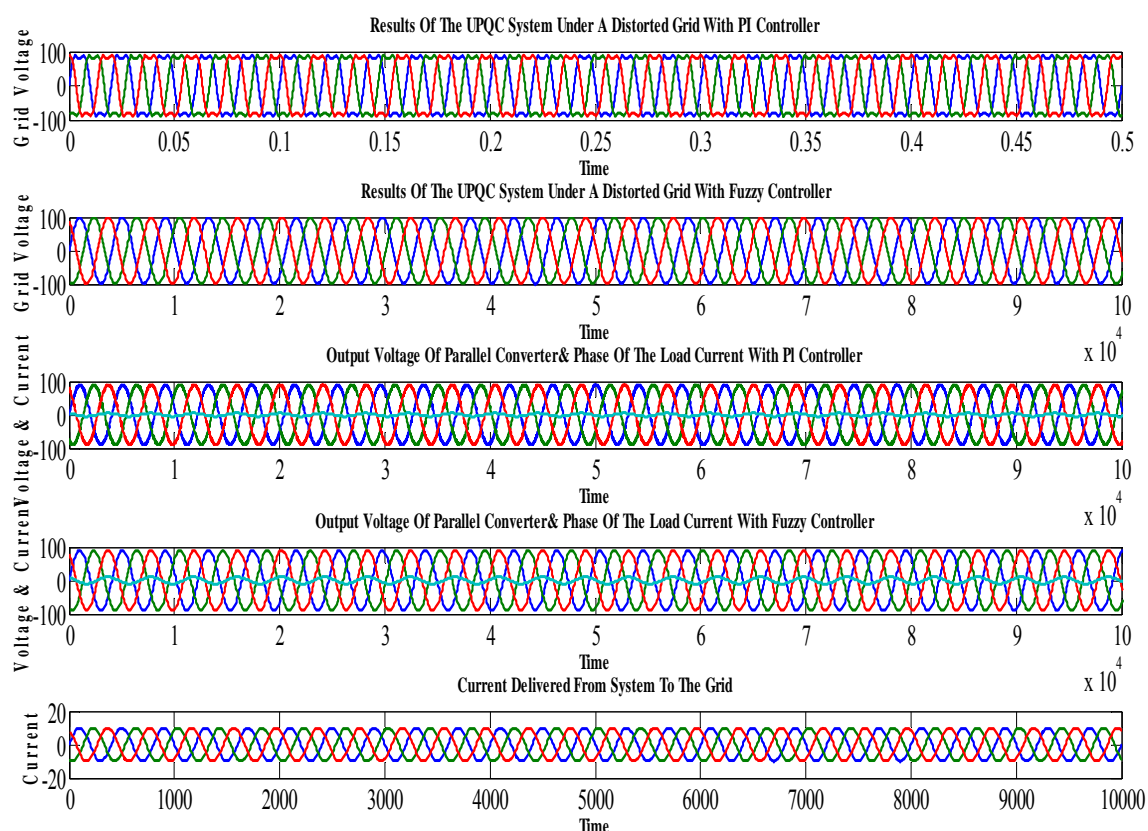 Results Of The UPQC System Under A Distorted Grid With PI Controller
Grid Voltage
100
0
-100
0 0.05 0.1 0.15 0.2 0.25 0.3 0.35 0.4 0.45 0.5
Time
Results Of The UPQC System Under A Distorted Grid With Fuzzy Controller
Grid Voltage
100
0
-100
0 1 2 3 4 5 6 7 8 9 10
Time
x 10^4
Output Voltage Of Parallel Converter& Phase Of The Load Current With PI Controller
Voltage & Current
100
0
-100
0 1 2 3 4 5 6 7 8 9 10
Time
x 10^4
Output Voltage Of Parallel Converter& Phase Of The Load Current With Fuzzy Controller
Voltage & Current
100
0
-100
0 1 2 3 4 5 6 7 8 9 10
Time
x 10^4
Current Delivered From System To The Grid
Current
20
0
-20
0 1000 2000 3000 4000 5000 6000 7000 8000 9000 10000
Time